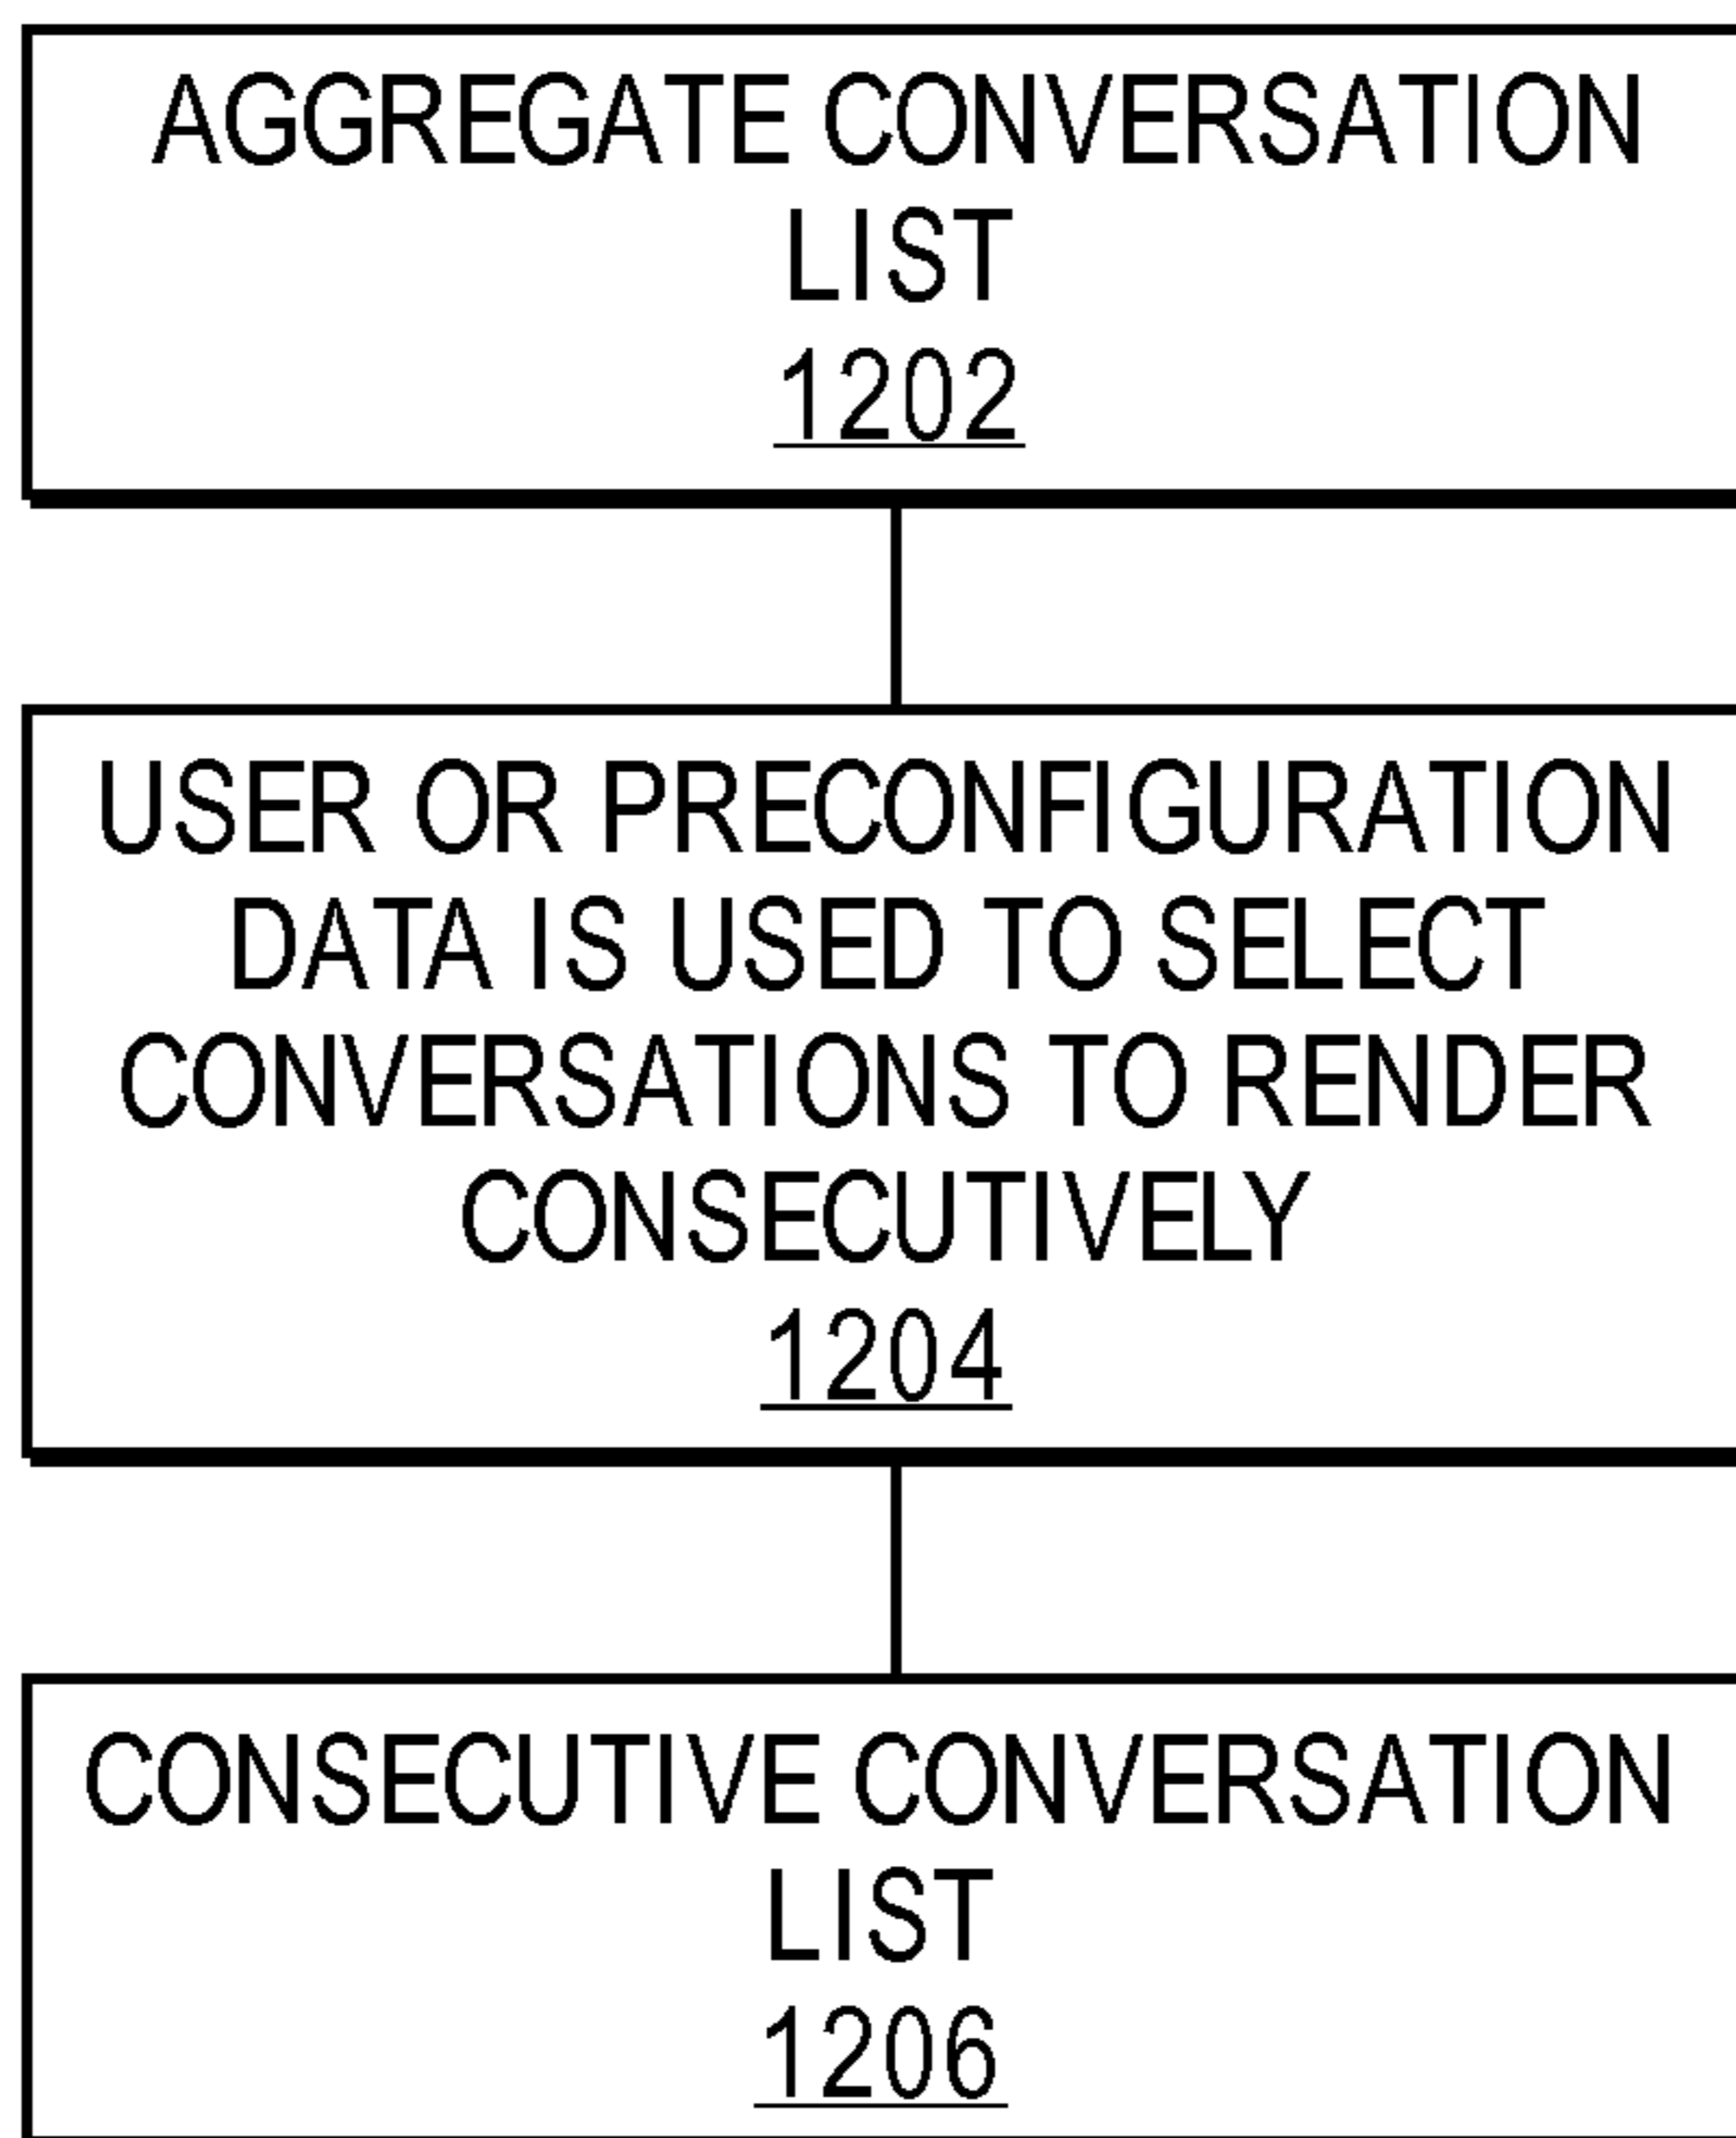 AGGREGATE CONVERSATION
LIST
1202
USER OR PRECONFIGURATION
DATA IS USED TO SELECT
CONVERSATIONS TO RENDER
CONSECUTIVELY
1204
CONSECUTIVE CONVERSATION
LIST
1206